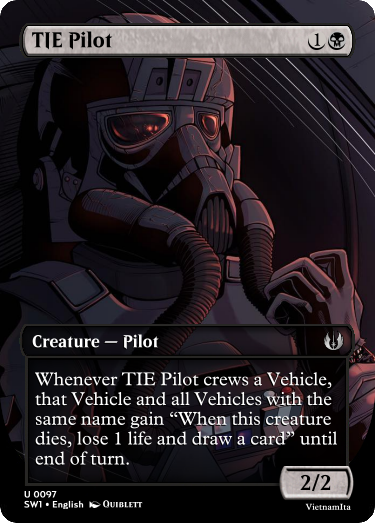 TIE Pilot 1
Creature — Pilot
Whenever TIE Pilot crews a Vehicle,
that Vehicle and all Vehicles with the
same name gain “When this creature
dies, lose 1 life and draw a card” until
end of turn.
2/2
U 0097
SW1 • English Quiblett
VietnamIta